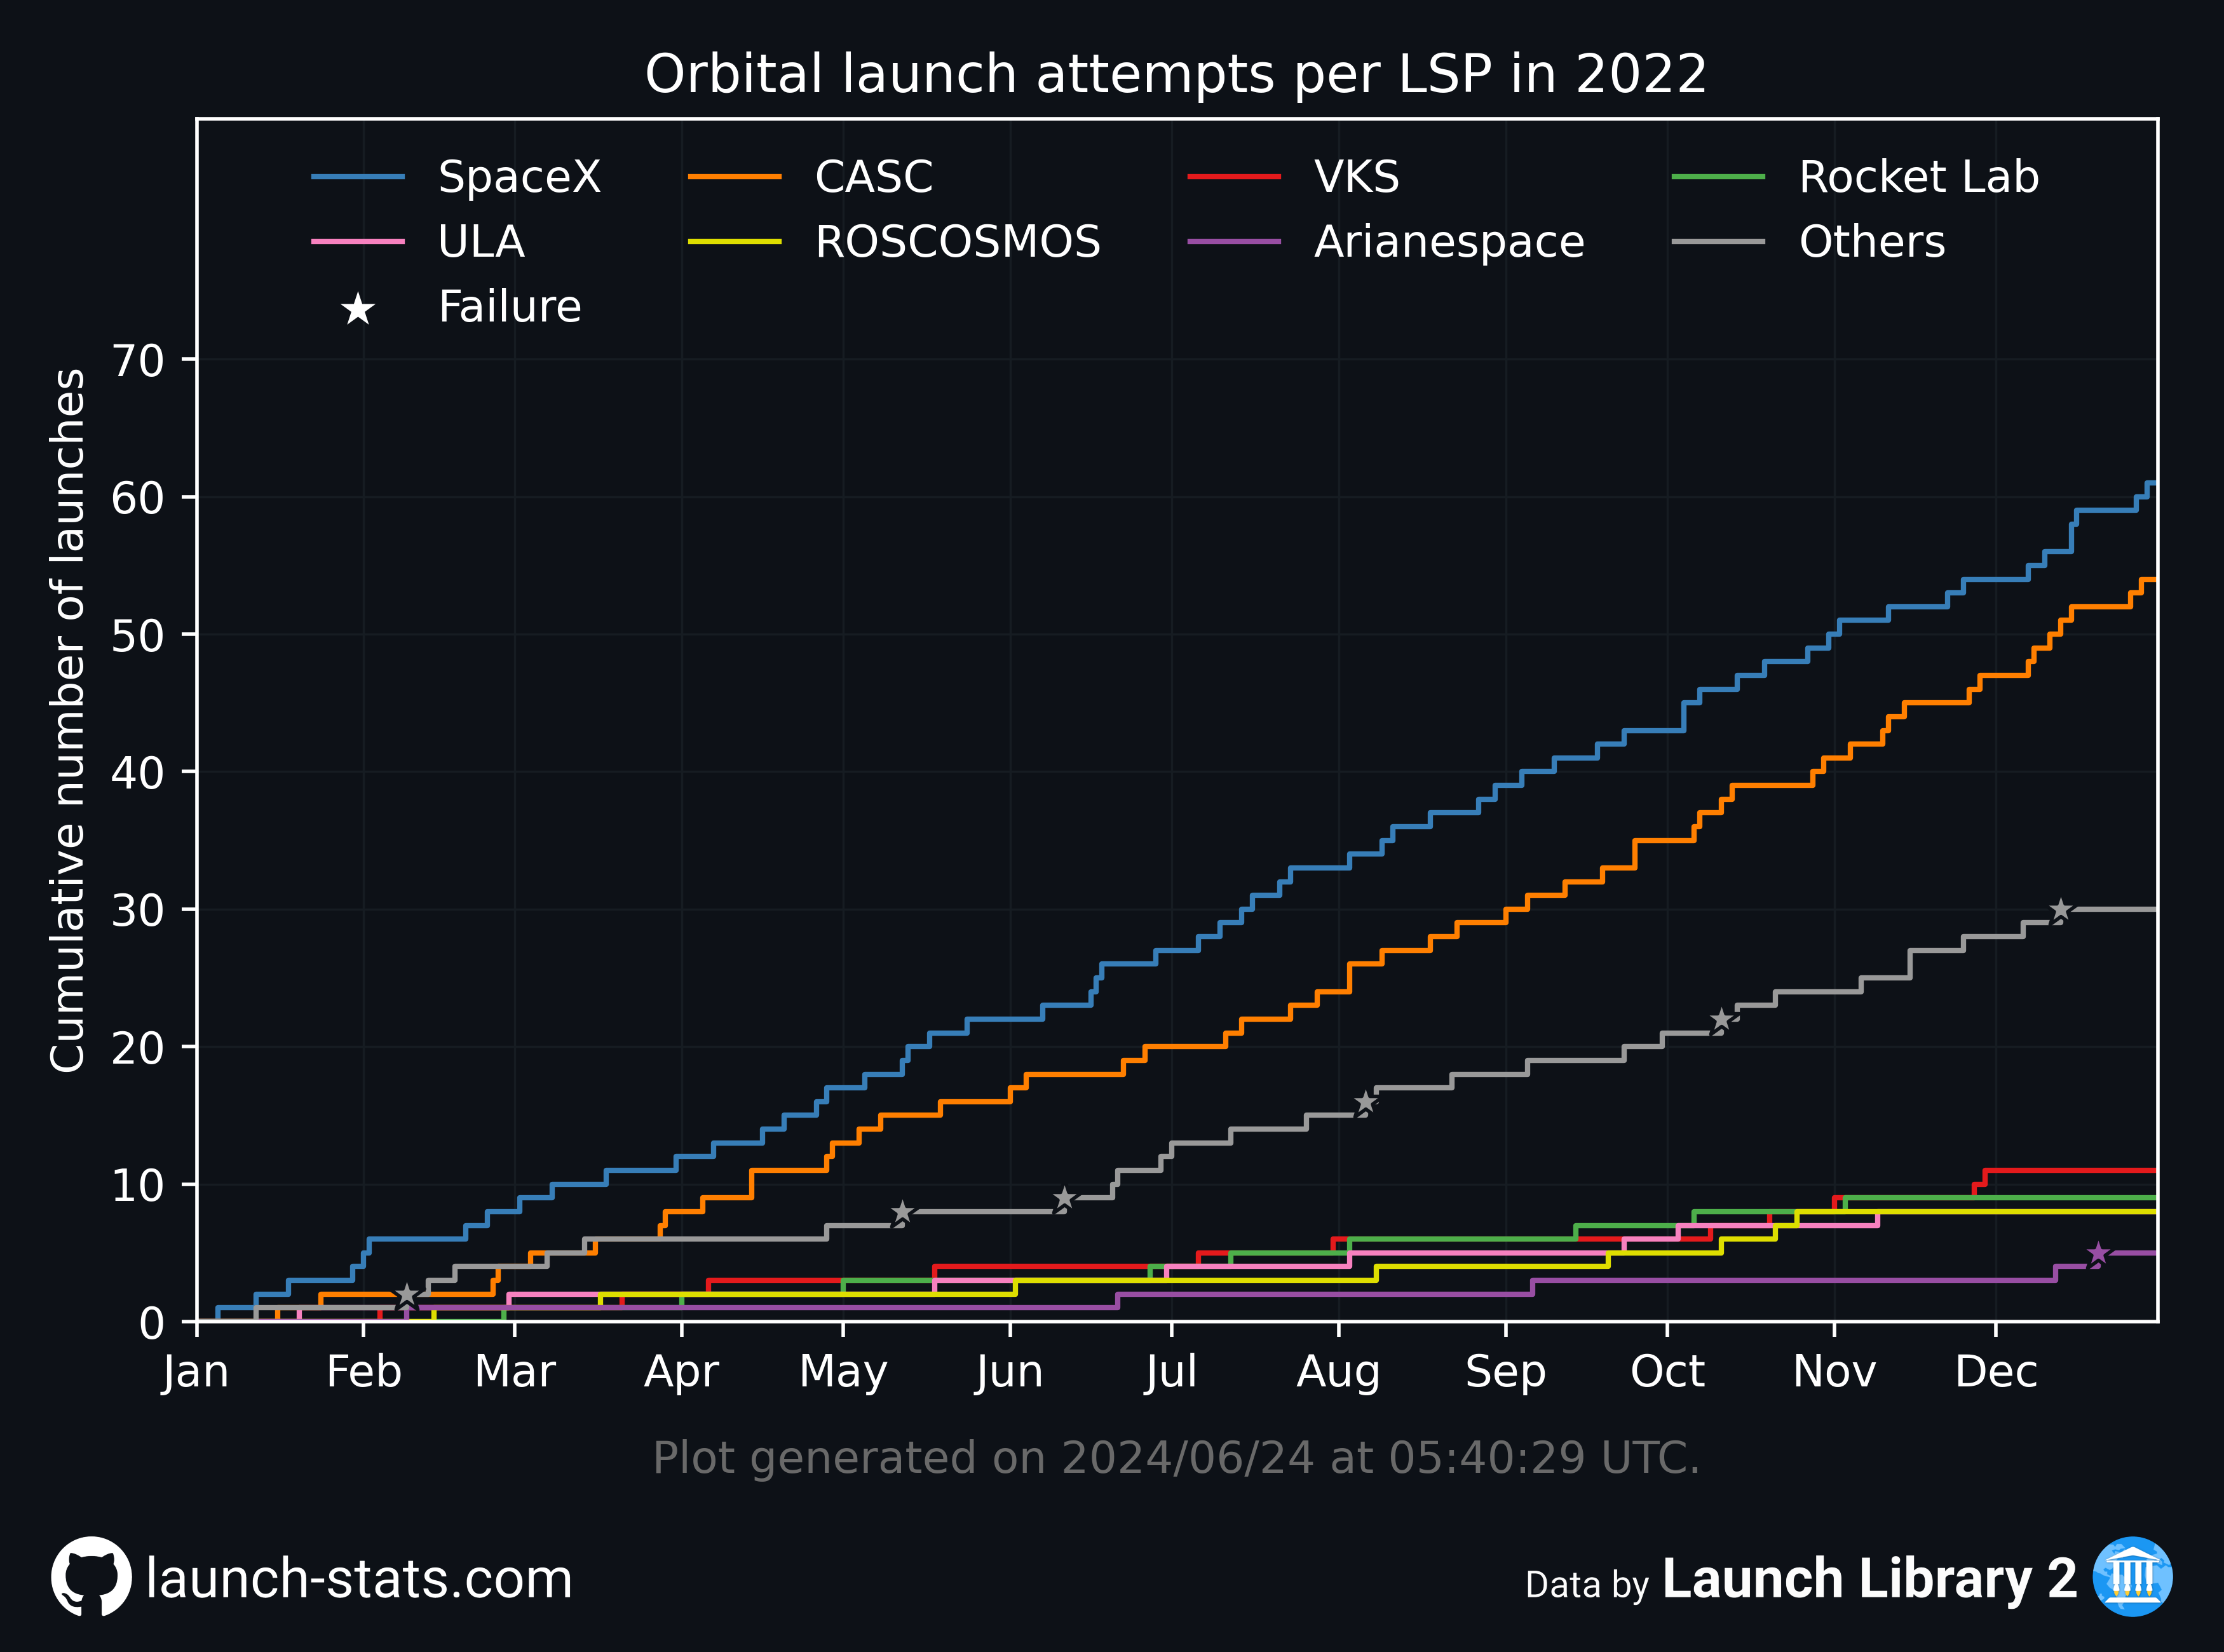 Orbital launch attempts per LSP in 2022
SpaceX CASC VKS Rocket Lab
ULA ROSCOSMOS Arianespace Others
Failure
Cumulative number of launches
70
60
50
40
30
20
10
0
Jan Feb Mar Apr May Jun Jul Aug Sep Oct Nov Dec
Plot generated on 2024/06/24 at 05:40:29 UTC.
launch-stats.com
Data by Launch Library 2